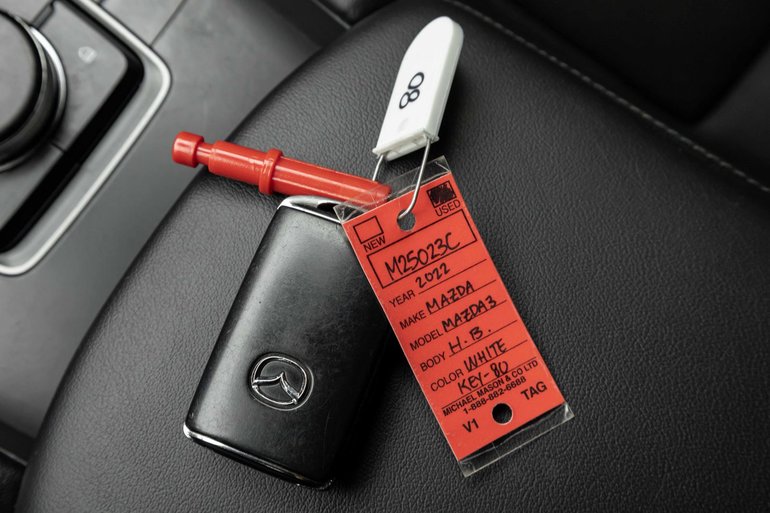 80
NEW
USED
M25023C
YEAR 2022
MAKE MAZDA
MODEL MAZDA3
BODY H.B.
COLOR WHITE
KEY-80
MICHAEL MASON & CO LTD
1-888-882-6688
V1 TAG